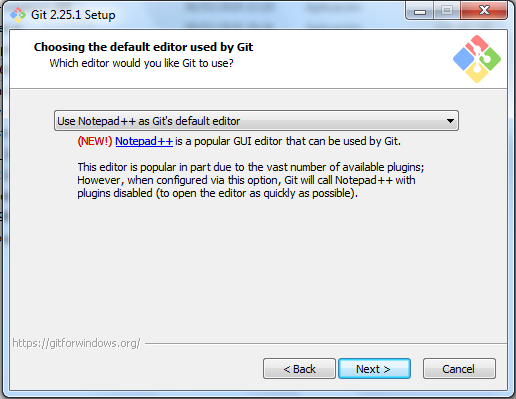 Git 2.25.1 Setup
Choosing the default editor used by Git
Which editor would you like Git to use?
Use Notepad++ as Git's default editor
(NEW!) Notepad++ is a popular GUI editor that can be used by Git.
This editor is popular in part due to the vast number of available plugins;
However, when configured via this option, Git will call Notepad++ with
plugins disabled (to open the editor as quickly as possible).
https://gitforwindows.org/
< Back
Next >
Cancel